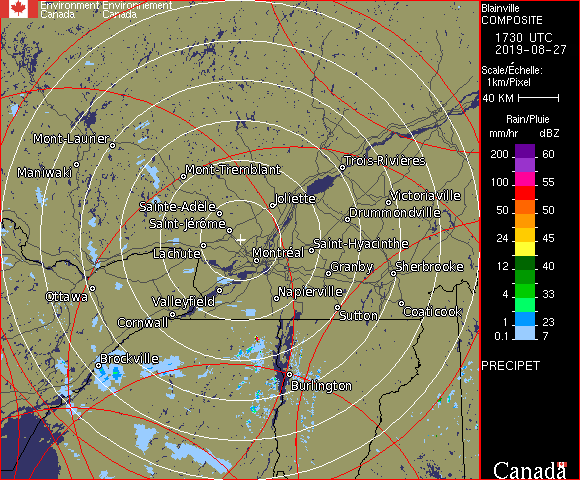 Environment Environnement
Canada Canada
Blainville
COMPOSITE
1730 UTC
2019-08-27
Scale/Échelle:
1km/Pixel
40 KM
Rain/Pluie
mm/hr dBZ
200 60
100 55
50 50
24 45
12 40
4 33
1 23
0.1 7
PRECIPET
Canada
Mont-Laurier
Maniwaki
Mont-Tremblant
Trois-Rivières
Joliette
Victoriaville
Sainte-Adèle
Drummondville
Saint-Jérôme
Lachute
Montréal
Saint-Hyacinthe
Granby
Sherbrooke
Ottawa
Valleyfield
Napierville
Cornwall
Sutton
Coaticook
Brockville
Burlington